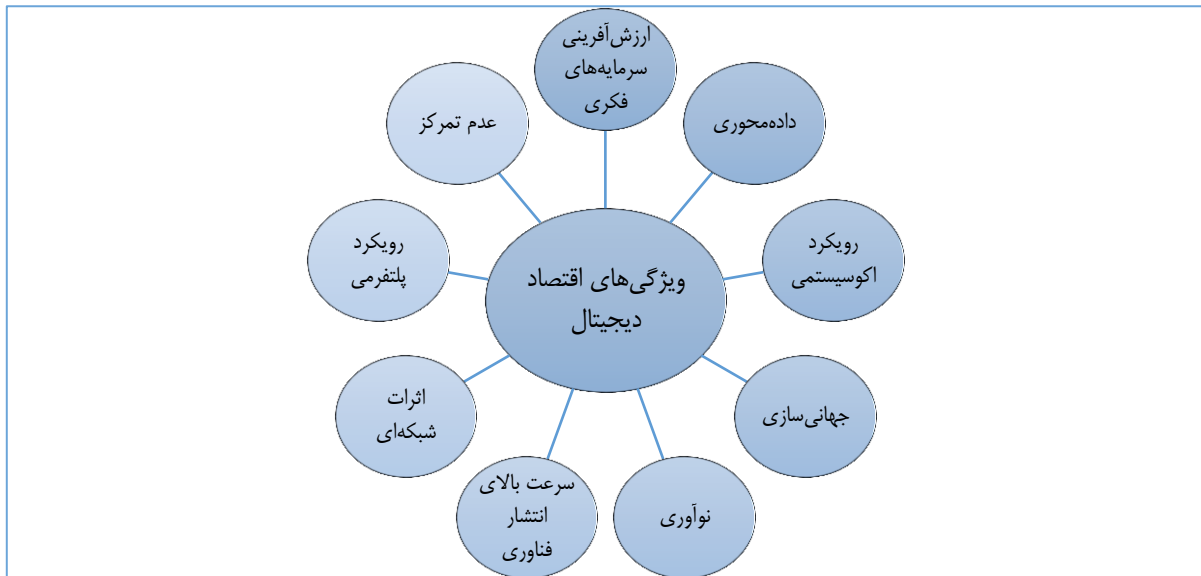 ارزش‌آفرینی
سرمایه‌های
فکری
داده‌محوری
رویکرد
اکوسیستمی
جهانی‌سازی
نوآوری
سرعت بالای
انتشار
فناوری
اثرات
شبکه‌ای
رویکرد
پلتفرمی
عدم تمرکز
ویژگی‌های اقتصاد
دیجیتال